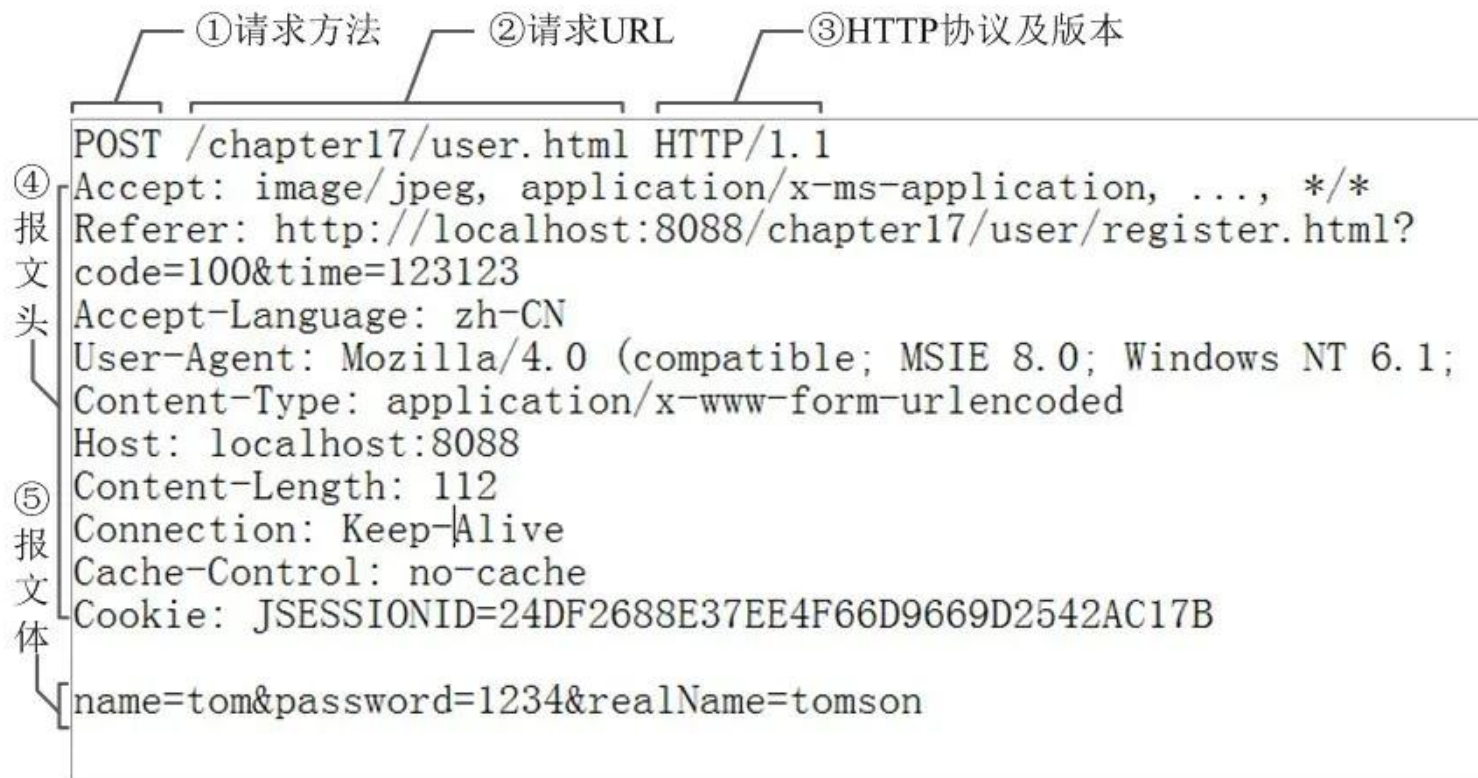 ①请求方法 ②请求URL ③HTTP协议及版本
POST /chapter17/user.html HTTP/1.1
④报文头
Accept: image/jpeg, application/x-ms-application, ..., */*
Referer: http://localhost:8088/chapter17/user/register.html?
code=100&time=123123
Accept-Language: zh-CN
User-Agent: Mozilla/4.0 (compatible; MSIE 8.0; Windows NT 6.1;
Content-Type: application/x-www-form-urlencoded
Host: localhost:8088
Content-Length: 112
Connection: Keep-Alive
Cache-Control: no-cache
Cookie: JSESSIONID=24DF2688E37EE4F66D9669D2542AC17B
⑤报文体
name=tom&password=1234&realName=tomson